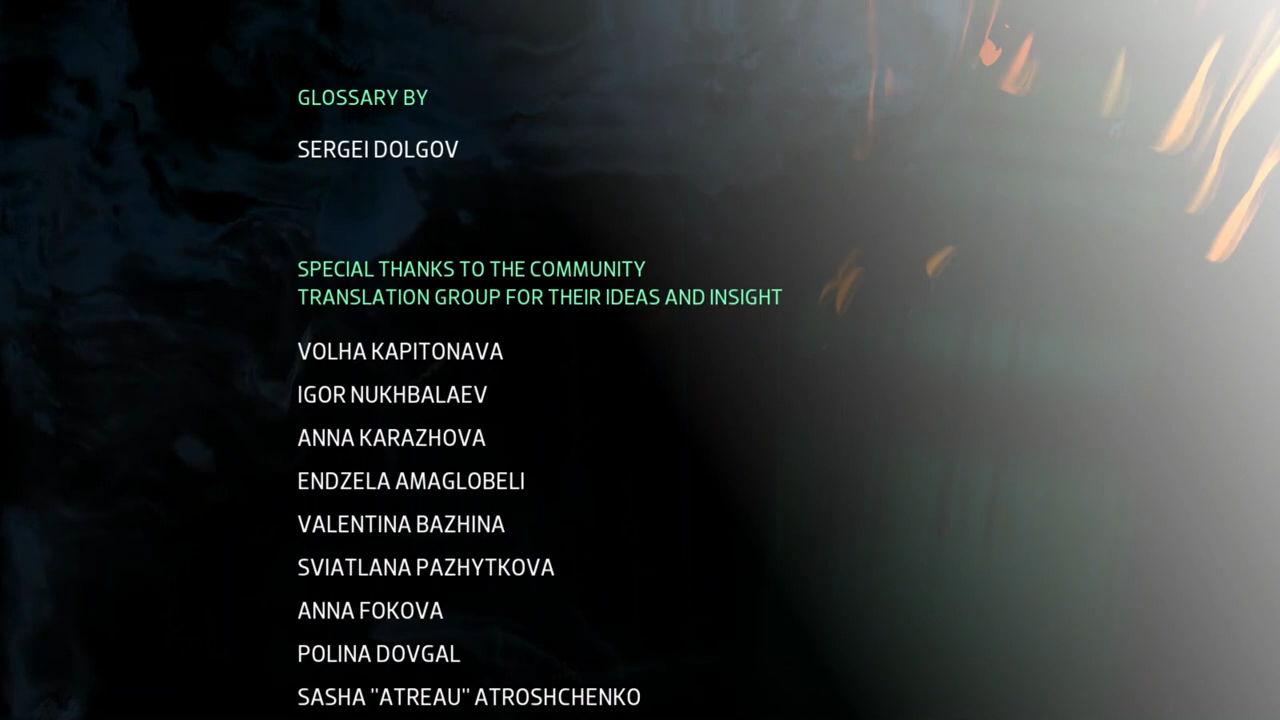 GLOSSARY BY
SERGEI DOLGOV
SPECIAL THANKS TO THE COMMUNITY
TRANSLATION GROUP FOR THEIR IDEAS AND INSIGHT
VOLHA KAPITONAVA
IGOR NUKHBALAEV
ANNA KARAZHOVA
ENDZELA AMAGLOBELI
VALENTINA BAZHINA
SVIATLANA PAZHYTKOVA
ANNA FOKOVA
POLINA DOVGAL
SASHA "ATREAU" ATROSHCHENKO